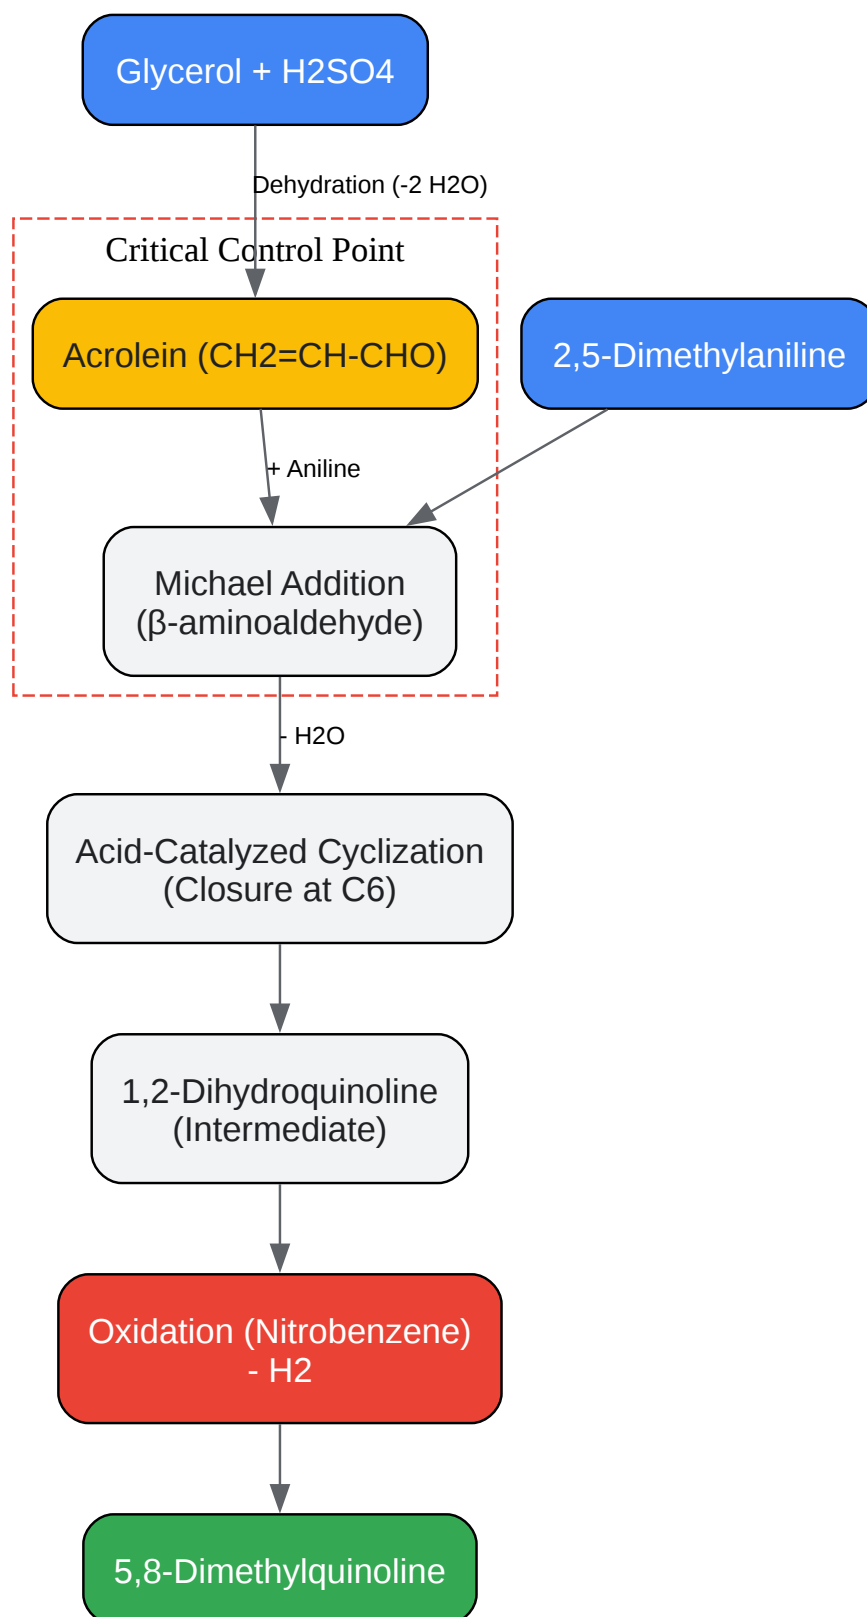 Glycerol + H2SO4
Dehydration (-2 H2O)
Critical Control Point
Acrolein (CH2=CH-CHO)
2,5-Dimethylaniline
+ Aniline
Michael Addition
(β-aminoaldehyde)
- H2O
Acid-Catalyzed Cyclization
(Closure at C6)
1,2-Dihydroquinoline
(Intermediate)
Oxidation (Nitrobenzene)
- H2
5,8-Dimethylquinoline